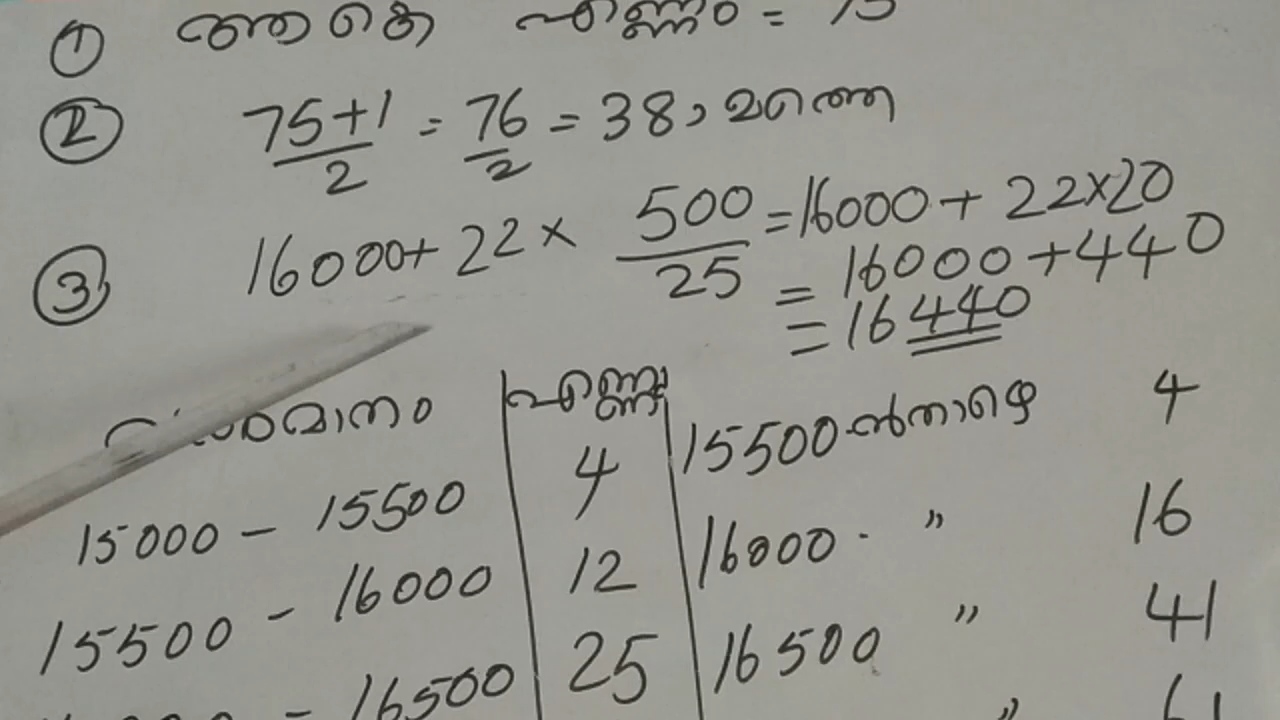 ① ആകെ എണ്ണം = 75
② 75+1/2 = 76/2 = 38, മത്തെ
③ 16000+ 22 × 500/25 = 16000 + 22×20
= 16000 +440
= 16440
വരുമാനം എണ്ണം
15000 - 15500 4 15500 ൽതാഴെ 4
15500 - 16000 12 16000 . " 16
- 16500 25 16500 " 41
" 61